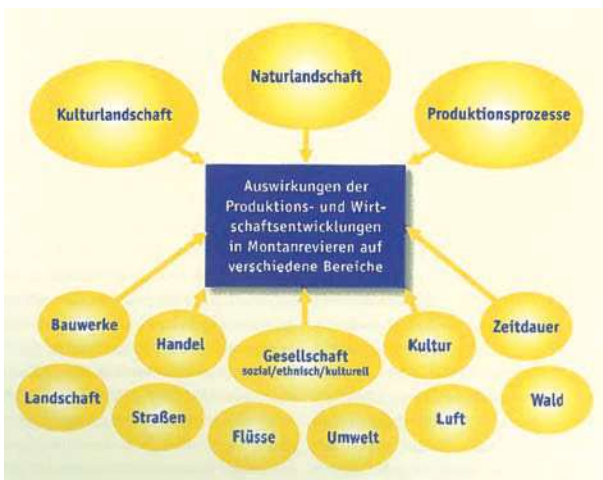 Naturlandschaft
Kulturlandschaft
Produktionsprozesse
Auswirkungen der
Produktions- und Wirt-
schaftsentwicklungen
in Montanrevieren auf
verschiedene Bereiche
Bauwerke
Handel
Gesellschaft
sozial/ethnisch/kulturell
Kultur
Zeitdauer
Landschaft
Straßen
Flüsse
Umwelt
Luft
Wald